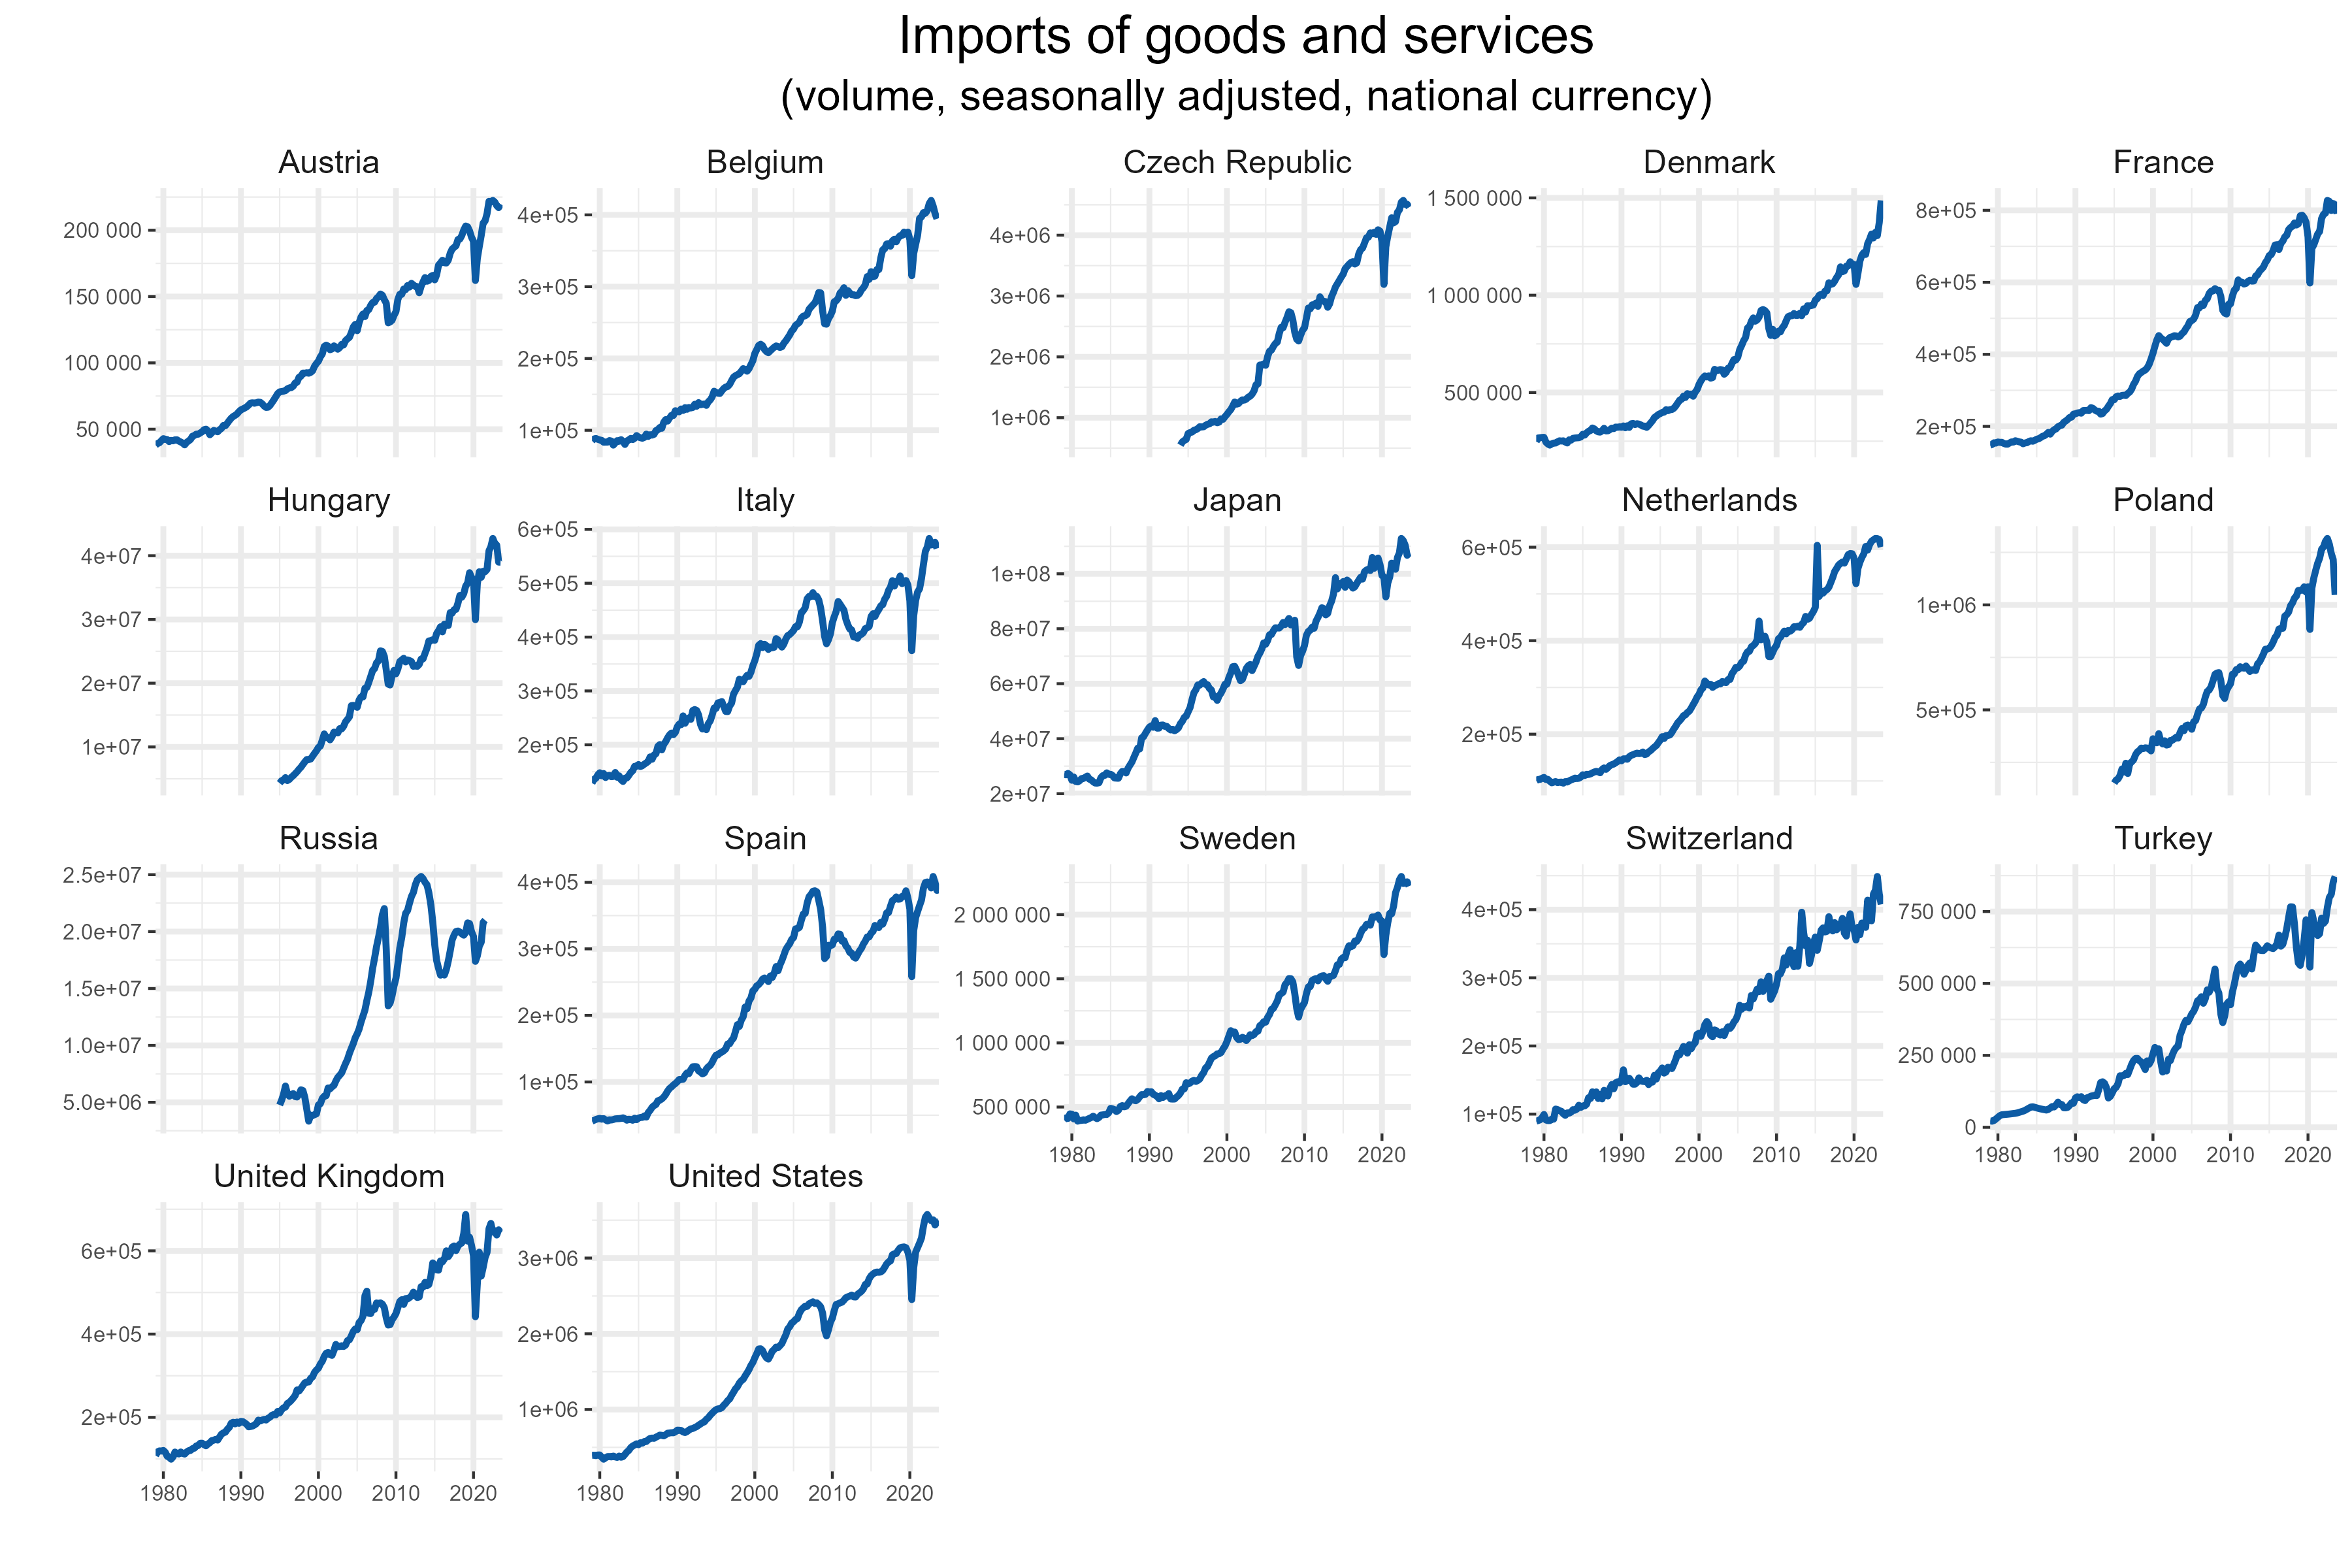 Imports of goods and services
(volume, seasonally adjusted, national currency)
Austria
Belgium
Czech Republic
Denmark
France
200 000
150 000
100 000
50 000
4e+05
3e+05
2e+05
1e+05
4e+06
3e+06
2e+06
1e+06
1 500 000
1 000 000
500 000
8e+05
6e+05
4e+05
2e+05
Hungary
Italy
Japan
Netherlands
Poland
4e+07
3e+07
2e+07
1e+07
6e+05
5e+05
4e+05
3e+05
2e+05
1e+08
8e+07
6e+07
4e+07
2e+07
6e+05
4e+05
2e+05
1e+06
5e+05
Russia
Spain
Sweden
Switzerland
Turkey
2.5e+07
2.0e+07
1.5e+07
1.0e+07
5.0e+06
4e+05
3e+05
2e+05
1e+05
2 000 000
1 500 000
1 000 000
500 000
4e+05
3e+05
2e+05
1e+05
750 000
500 000
250 000
0
1980 1990 2000 2010 2020
1980 1990 2000 2010 2020
1980 1990 2000 2010 2020
United Kingdom
United States
6e+05
4e+05
2e+05
3e+06
2e+06
1e+06
1980 1990 2000 2010 2020
1980 1990 2000 2010 2020